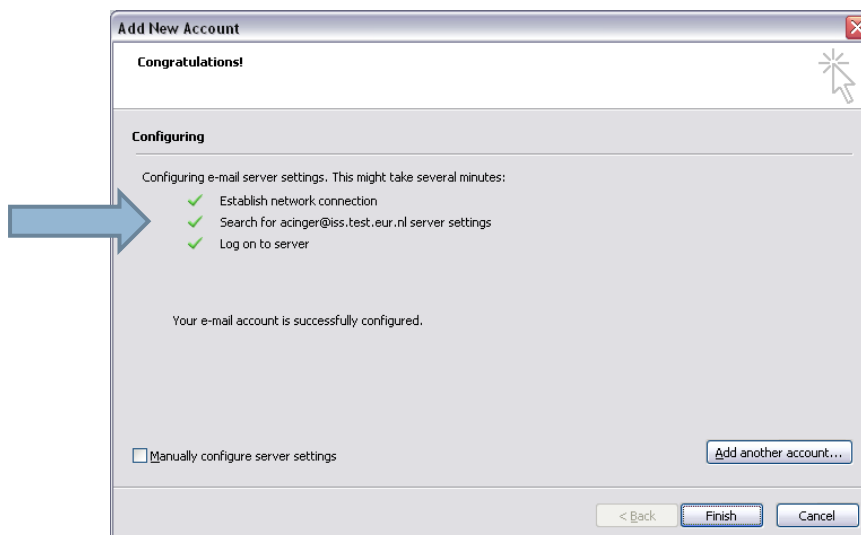 Add New Account
Congratulations!
Configuring
Configuring e-mail server settings. This might take several minutes:
Establish network connection
Search for acinger@iss.test.eur.nl server settings
Log on to server
Your e-mail account is successfully configured.
Manually configure server settings
Add another account...
< Back
Finish
Cancel